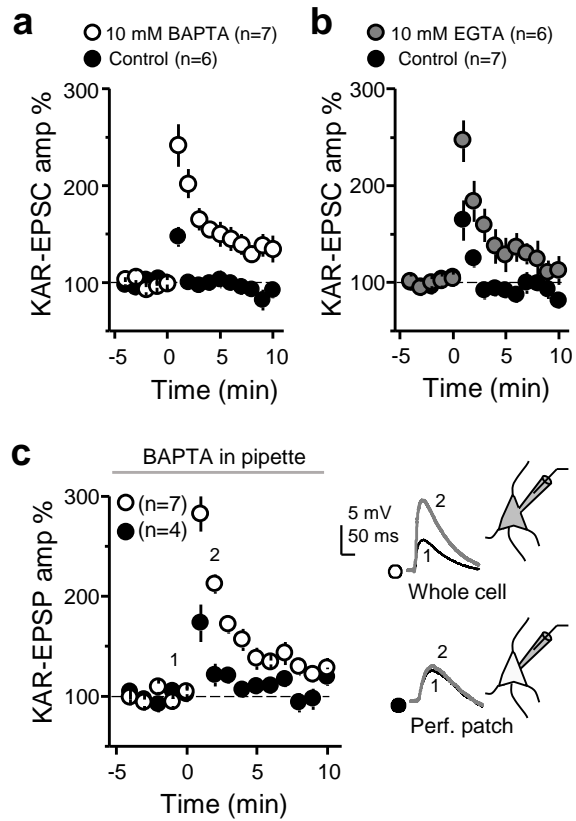 a
10 mM BAPTA (n=7)
Control (n=6)
KAR-EPSC amp %
300
200
100
-5 0 5 10
Time (min)
b
10 mM EGTA (n=6)
Control (n=7)
KAR-EPSC amp %
300
200
100
-5 0 5 10
Time (min)
c
BAPTA in pipette
(n=7)
(n=4)
KAR-EPSP amp %
300
200
100
1
2
-5 0 5 10
Time (min)
5 mV
50 ms
2
1
Whole cell
2
1
Perf. patch